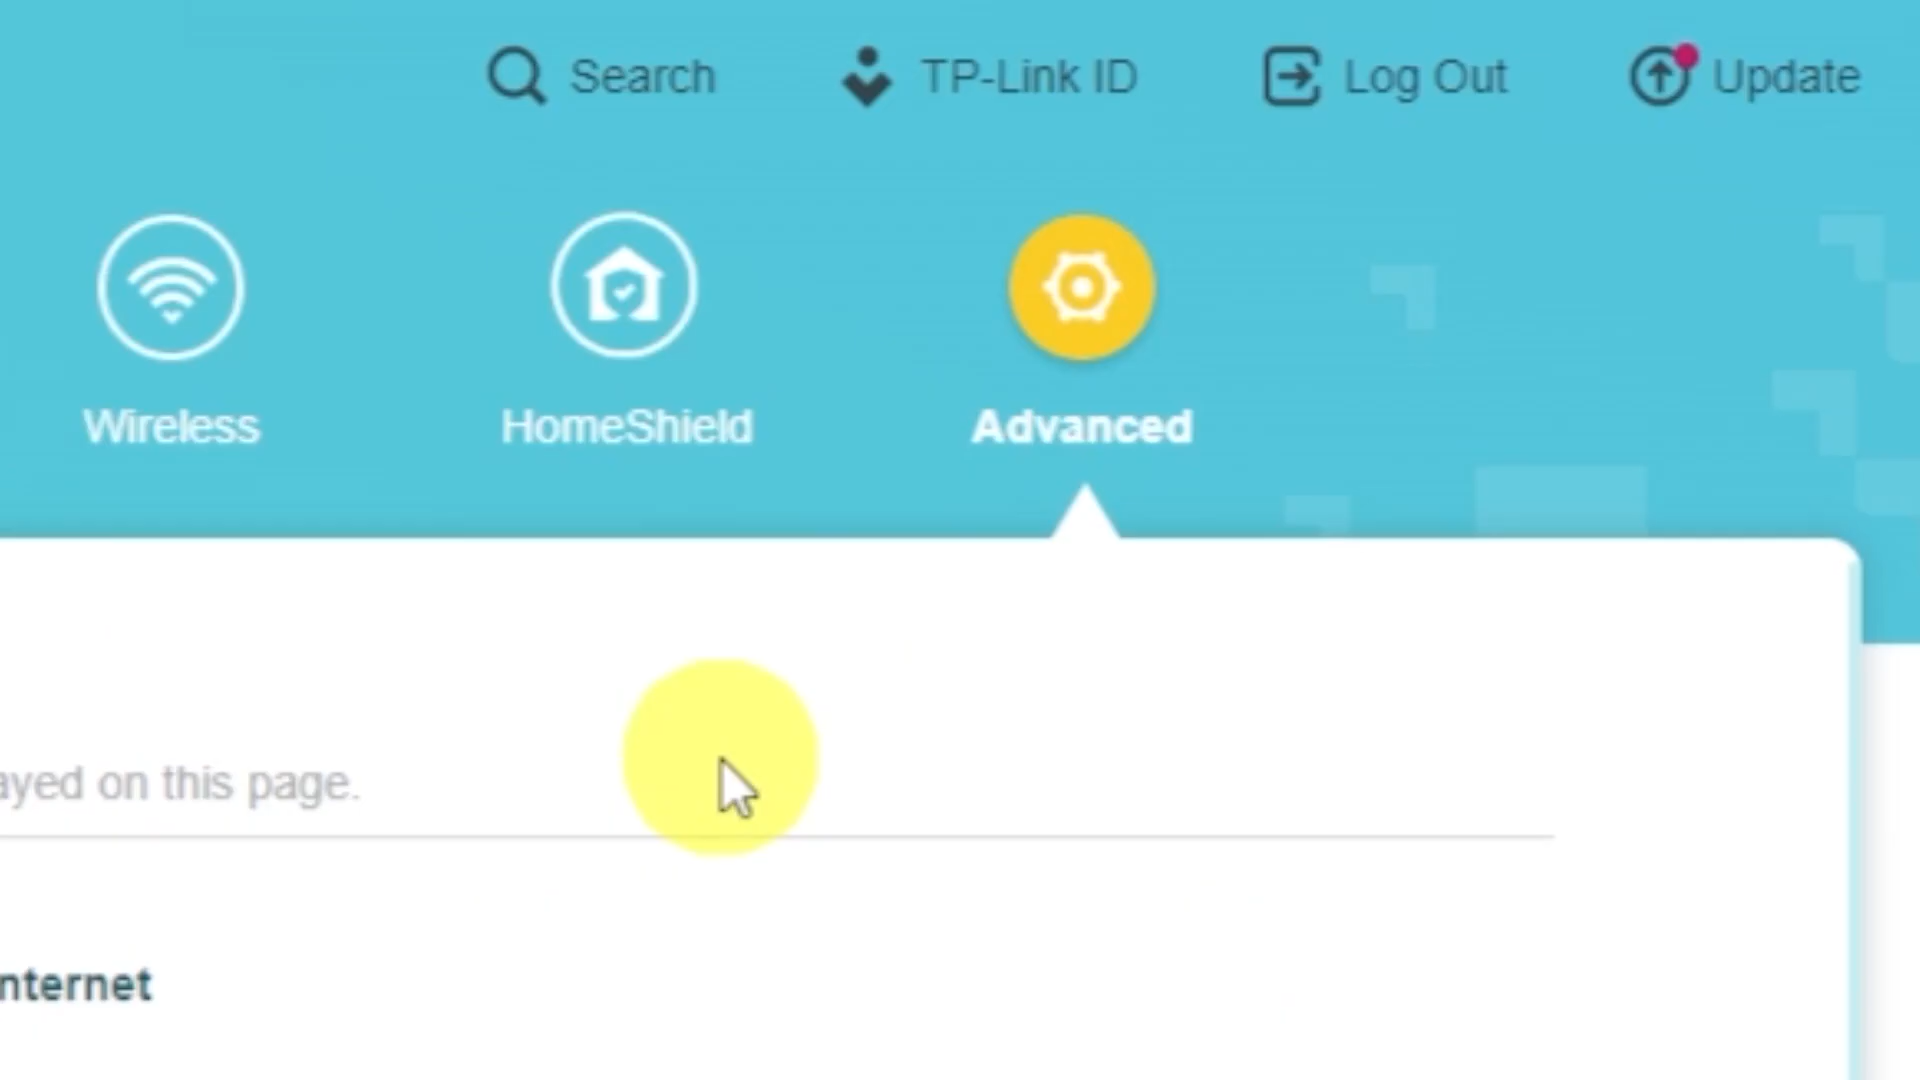 Search TP-Link ID Log Out Update
Wireless HomeShield Advanced
ayed on this page.
nternet